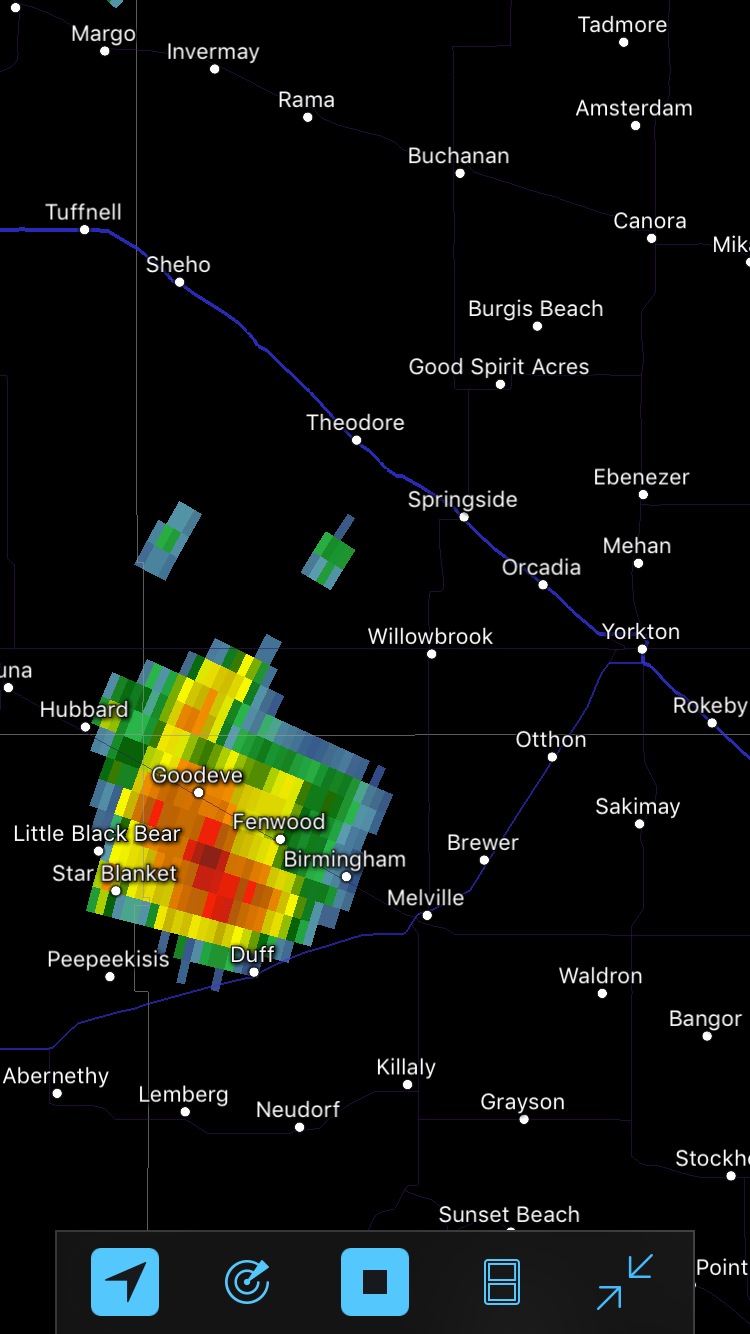 Tadmore
Margo
Invermay
Rama
Amsterdam
Buchanan
Tuffnell
Canora
Mik
Sheho
Burgis Beach
Good Spirit Acres
Theodore
Ebenezer
Springside
Mehan
Orcadia
Willowbrook
Yorkton
una
Hubbard
Rokeby
Otthon
Goodeve
Sakimay
Fenwood
Little Black Bear
Brewer
Birmingham
Star Blanket
Melville
Duff
Peepeekisis
Waldron
Bangor
Killaly
Abernethy
Lemberg
Grayson
Neudorf
Stockho
Sunset Beach
Point